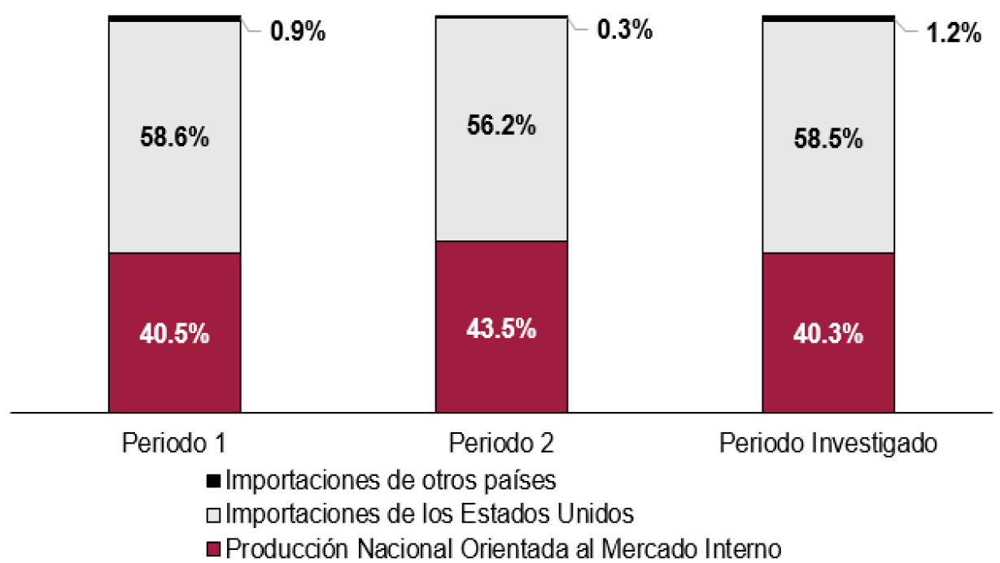 0.9%
0.3%
1.2%
58.6%
56.2%
58.5%
40.5%
43.5%
40.3%
Periodo 1
Periodo 2
Periodo Investigado
Importaciones de otros países
Importaciones de los Estados Unidos
Producción Nacional Orientada al Mercado Interno